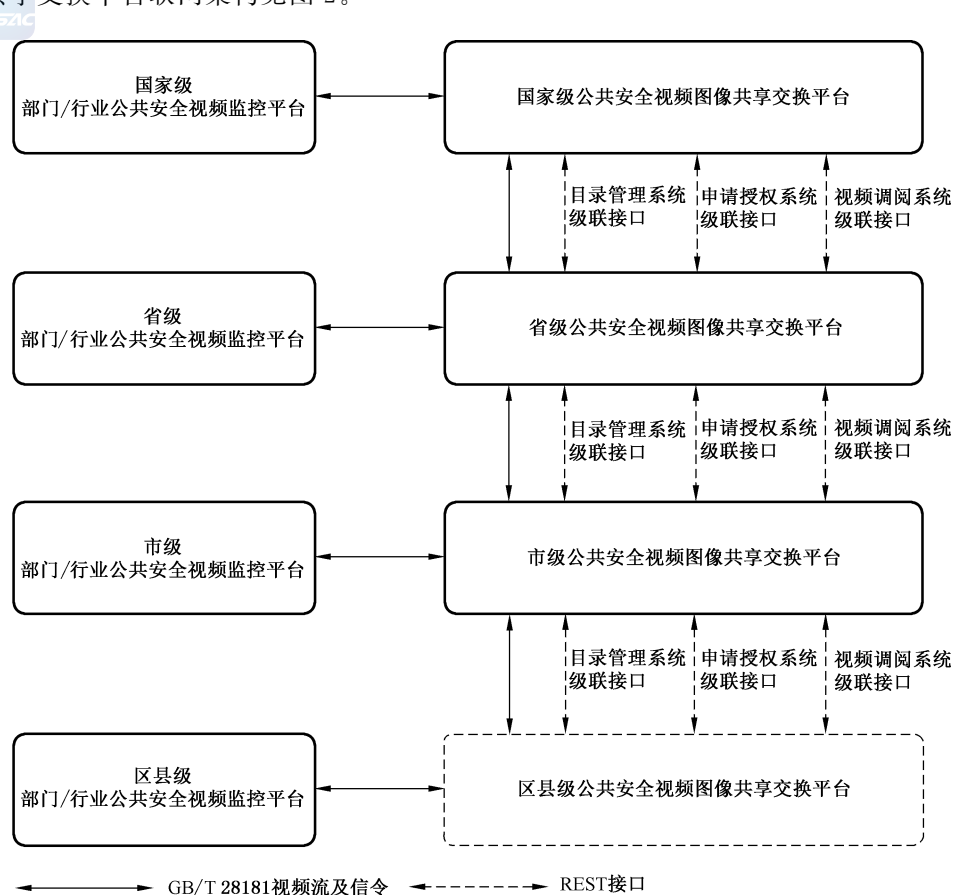 交换平台联网架构见图2。
国家级
部门/行业公共安全视频监控平台
国家级公共安全视频图像共享交换平台
目录管理系统
级联接口
申请授权系统
级联接口
视频调阅系统
级联接口
省级
部门/行业公共安全视频监控平台
省级公共安全视频图像共享交换平台
目录管理系统
级联接口
申请授权系统
级联接口
视频调阅系统
级联接口
市级
部门/行业公共安全视频监控平台
市级公共安全视频图像共享交换平台
目录管理系统
级联接口
申请授权系统
级联接口
视频调阅系统
级联接口
区县级
部门/行业公共安全视频监控平台
区县级公共安全视频图像共享交换平台
GB/T 28181视频流及信令
REST接口